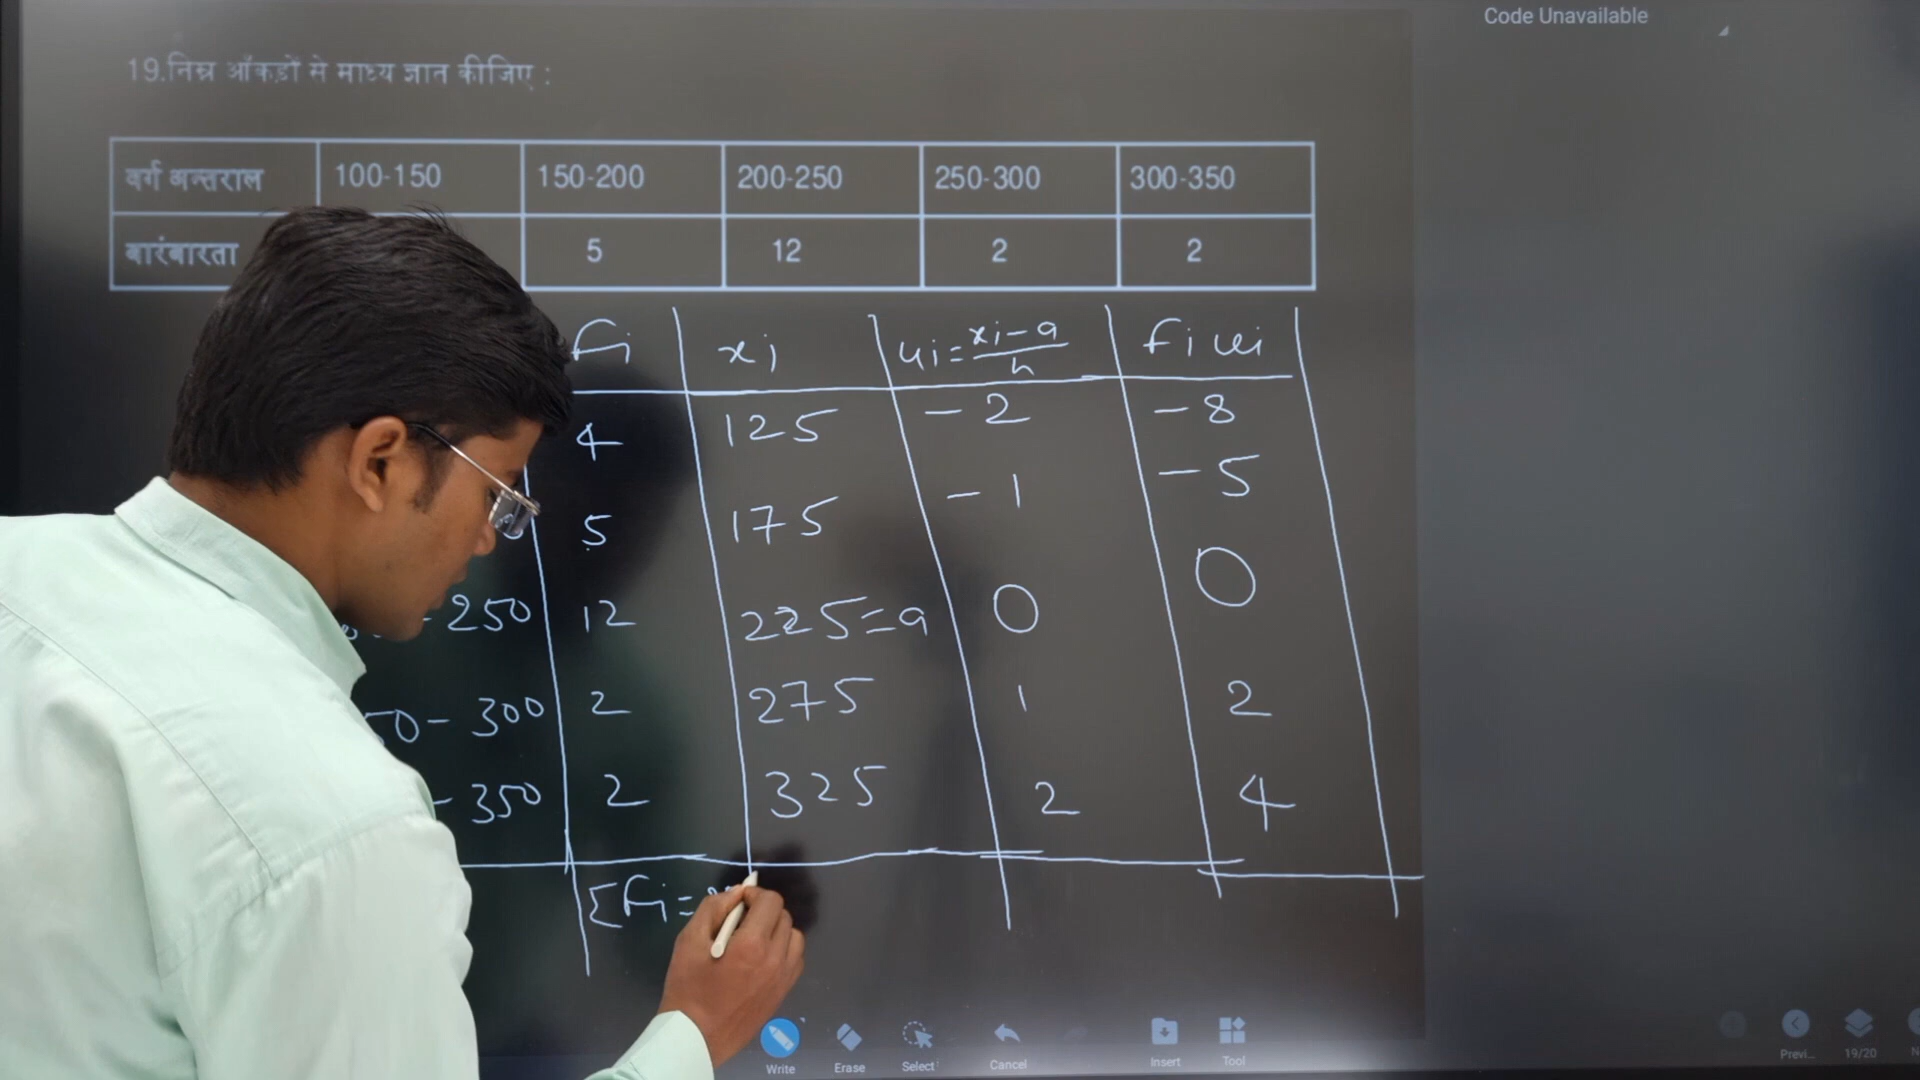 Code Unavailable
19.निम्न आँकड़ों से माध्य ज्ञात कीजिए :
वर्ग अन्तराल 100-150 150-200 200-250 250-300 300-350
बारंबारता 5 12 2 2
fi xi ui=xi-a/h fiui
4 125 -2 -8
5 175 -1 -5
-250 12 225=a 0 0
50-300 2 275 1 2
-350 2 325 2 4
Σfi=
Write Erase Select Cancel Insert Tool Previ... 19/20